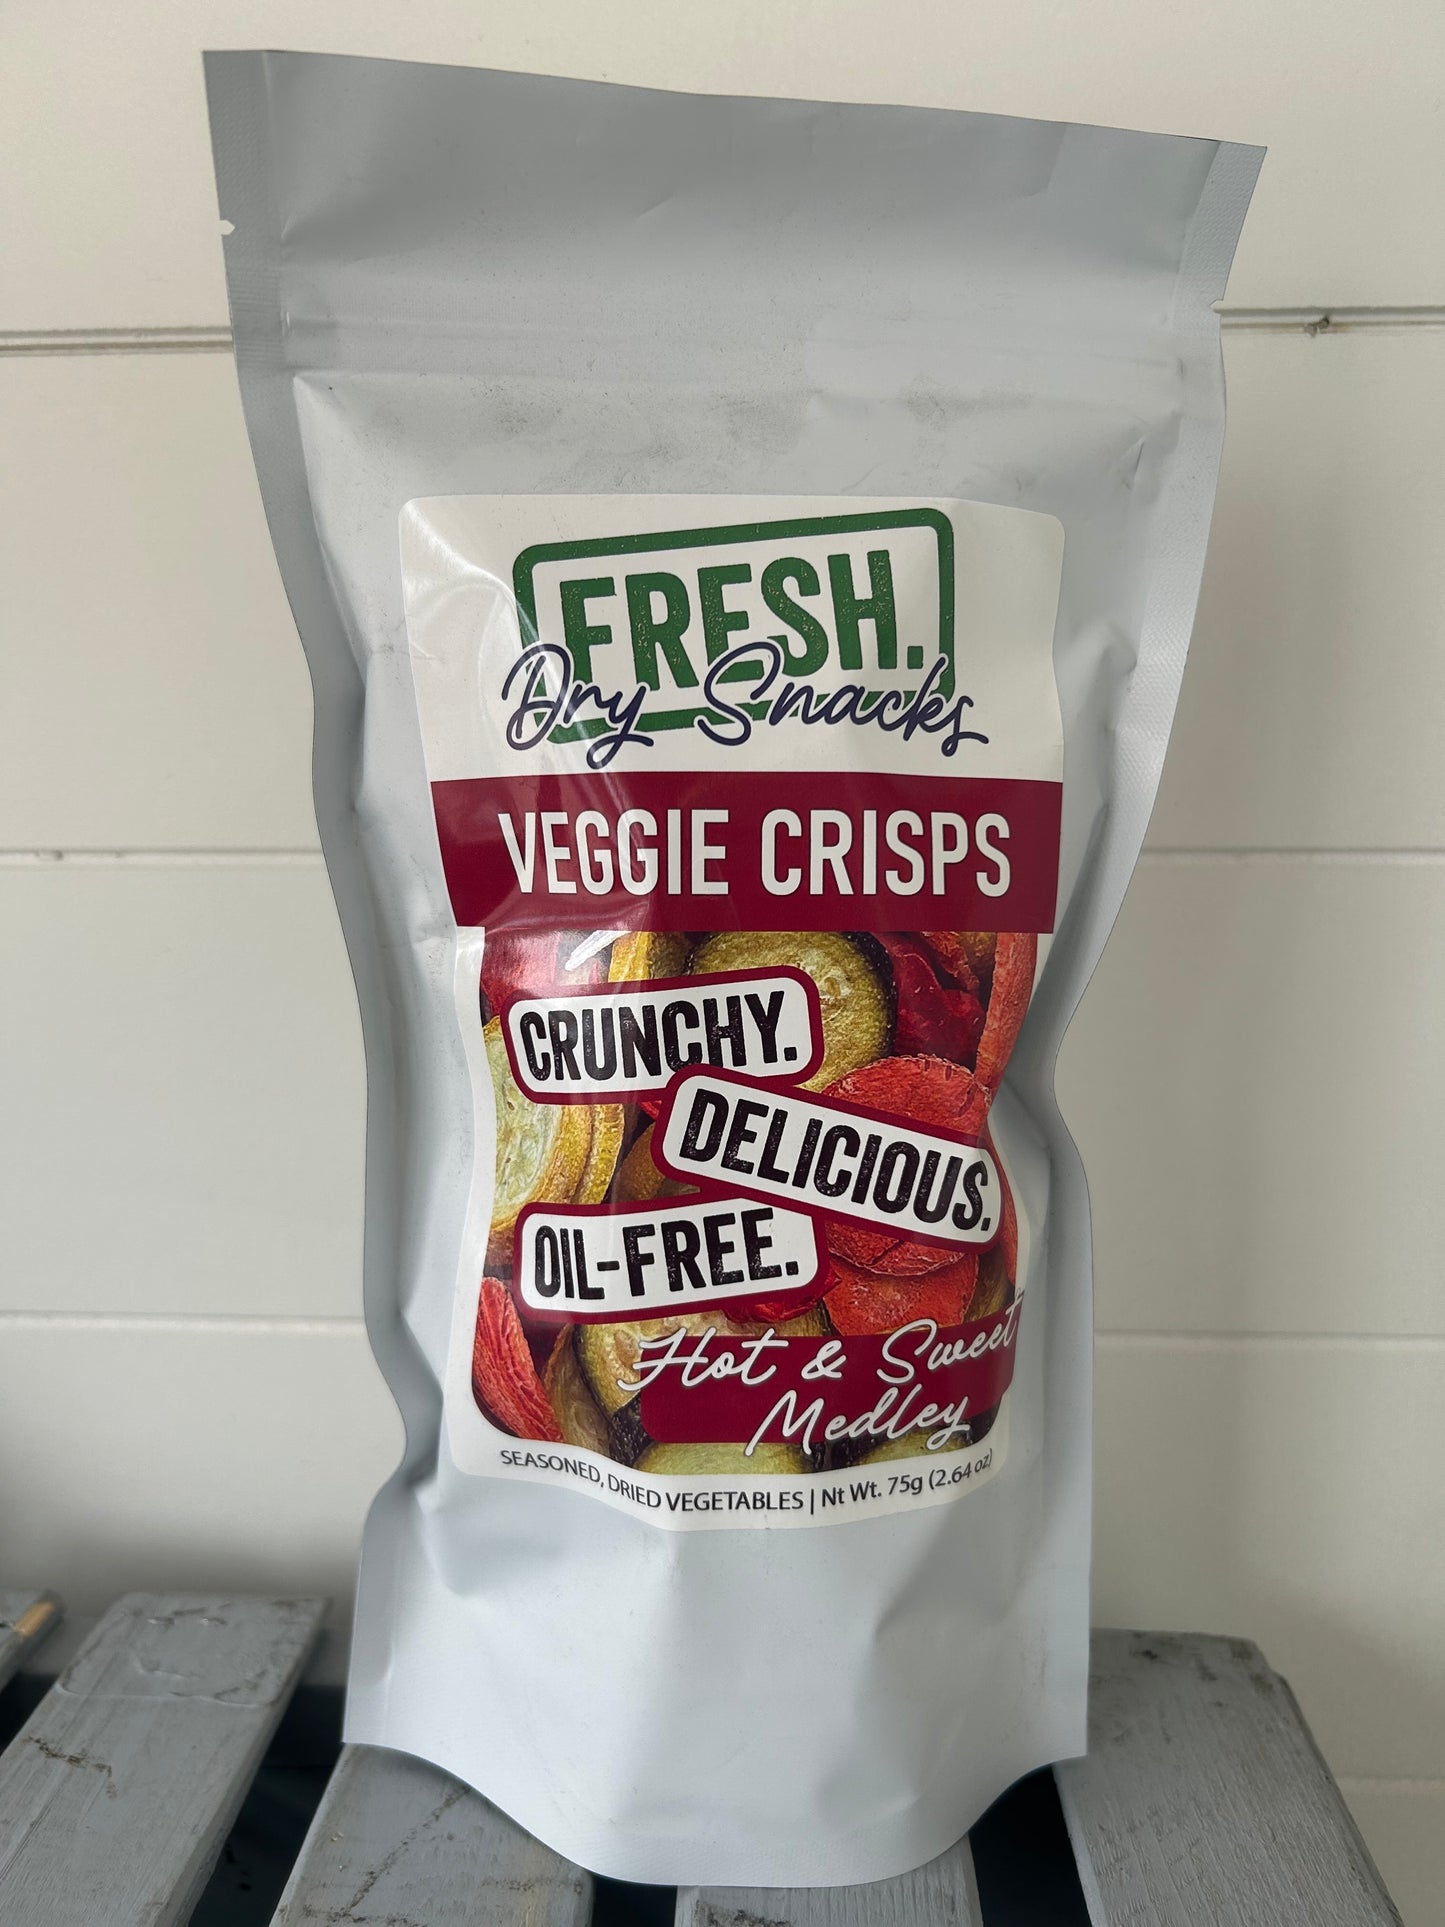 FRESH.
Dry Snacks
VEGGIE CRISPS
CRUNCHY.
DELICIOUS.
OIL-FREE.
Hot & Sweet
Medley
SEASONED, DRIED VEGETABLES | Nt Wt. 75g (2.64 oz)